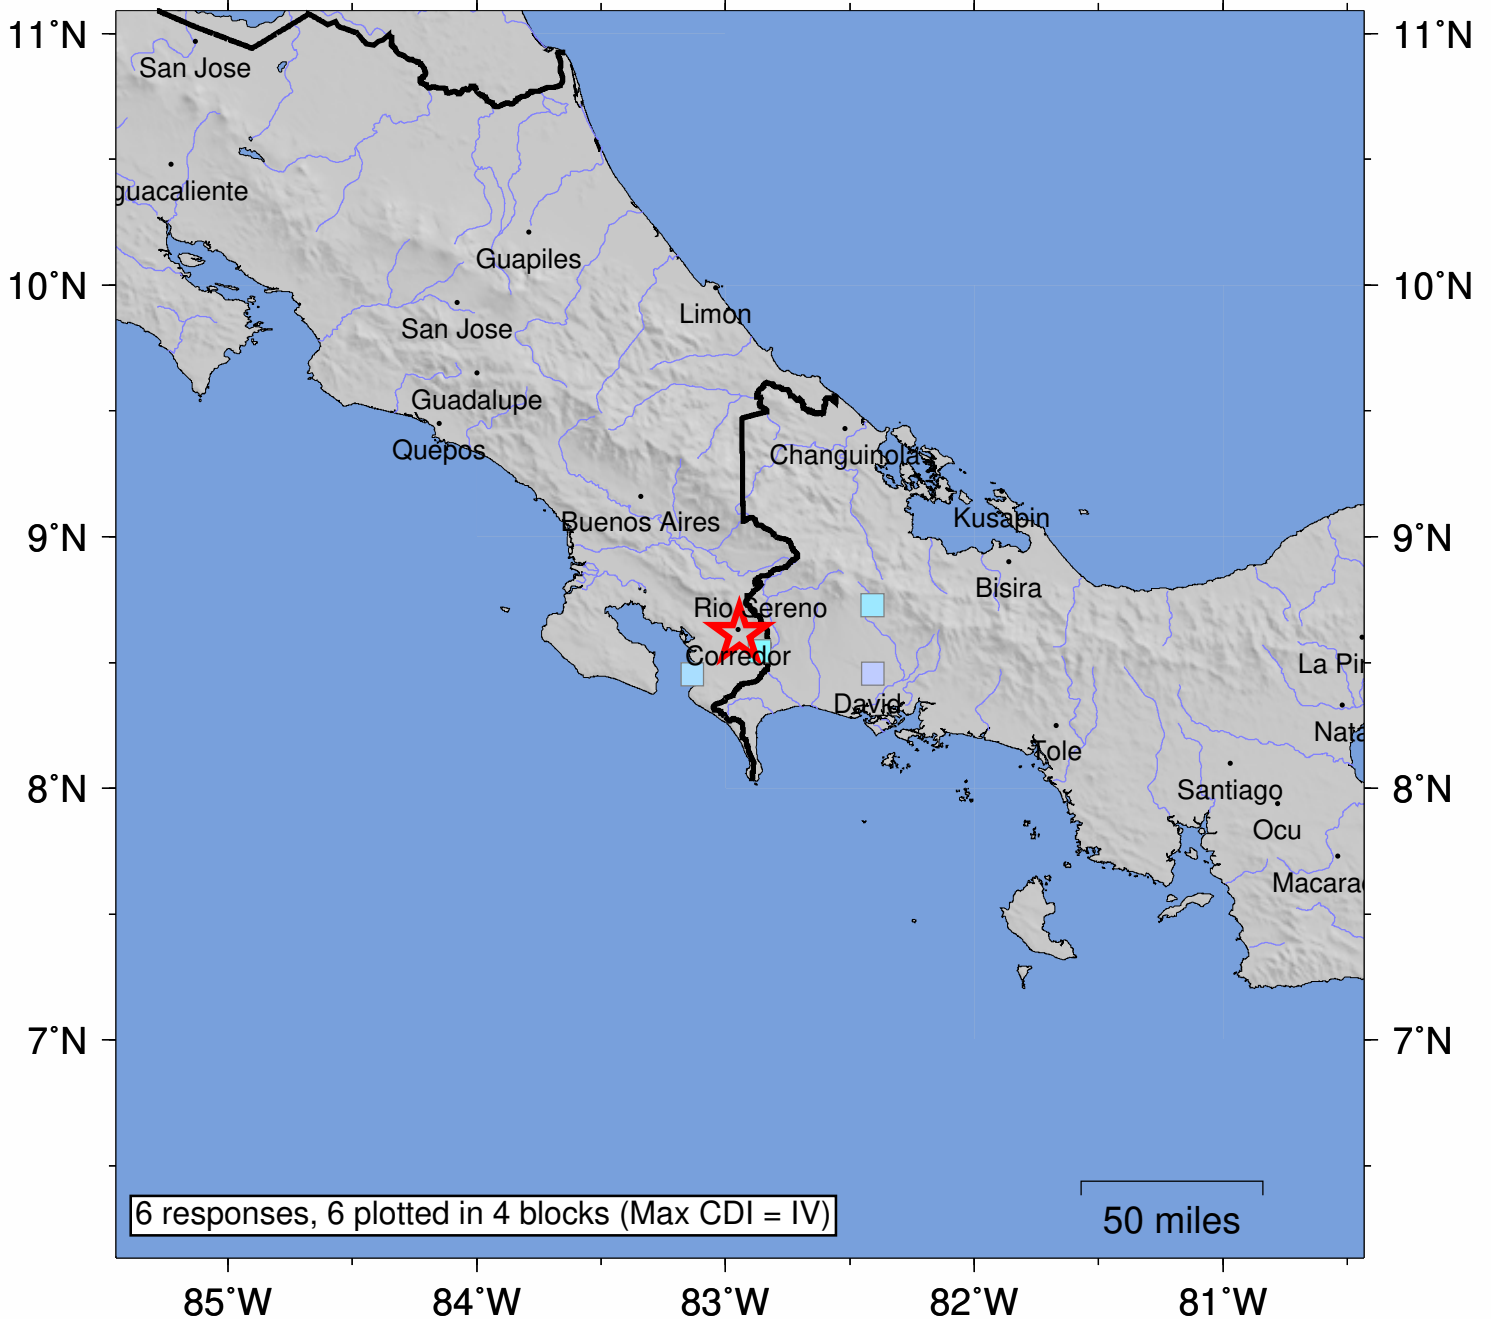 11°N
11°N
San Jose
guacaliente
Guapiles
10°N
10°N
Limon
San Jose
Guadalupe
Quepos
Changuinola
Kusapin
Buenos Aires
9°N
9°N
Bisira
Rio Sereno
Corredor
La Pin
David
Nata
Tole
8°N
8°N
Santiago
Ocu
Macarac
7°N
7°N
6 responses, 6 plotted in 4 blocks (Max CDI = IV)
50 miles
85°W
84°W
83°W
82°W
81°W